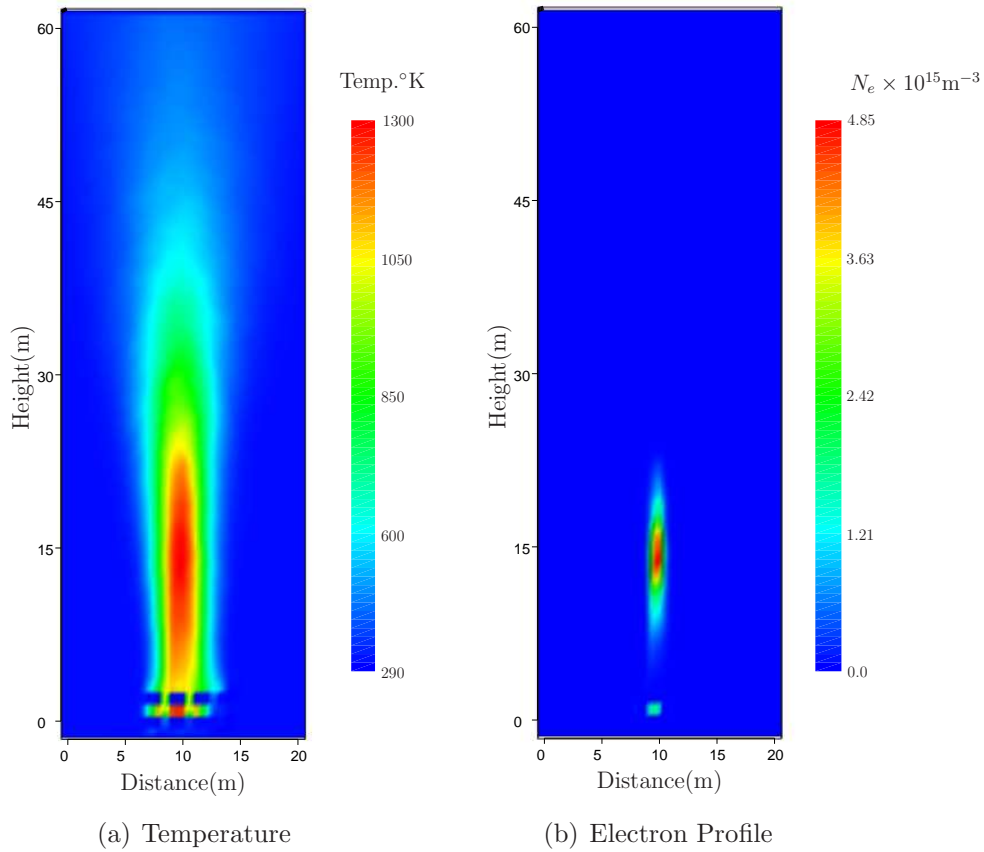 60
45
30
15
0
Height(m)
0 5 10 15 20
Distance(m)
Temp.°K
1300
1050
850
600
290
(a) Temperature
60
45
30
15
0
Height(m)
0 5 10 15 20
Distance(m)
N_e × 10^15 m^−3
4.85
3.63
2.42
1.21
0.0
(b) Electron Profile